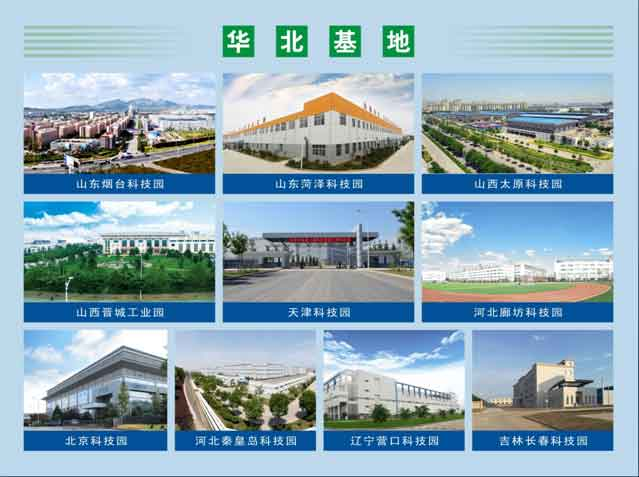 华北基地
山东烟台科技园
山东菏泽科技园
山西太原科技园
山西晋城工业园
天津科技园
河北廊坊科技园
北京科技园
河北秦皇岛科技园
辽宁营口科技园
吉林长春科技园